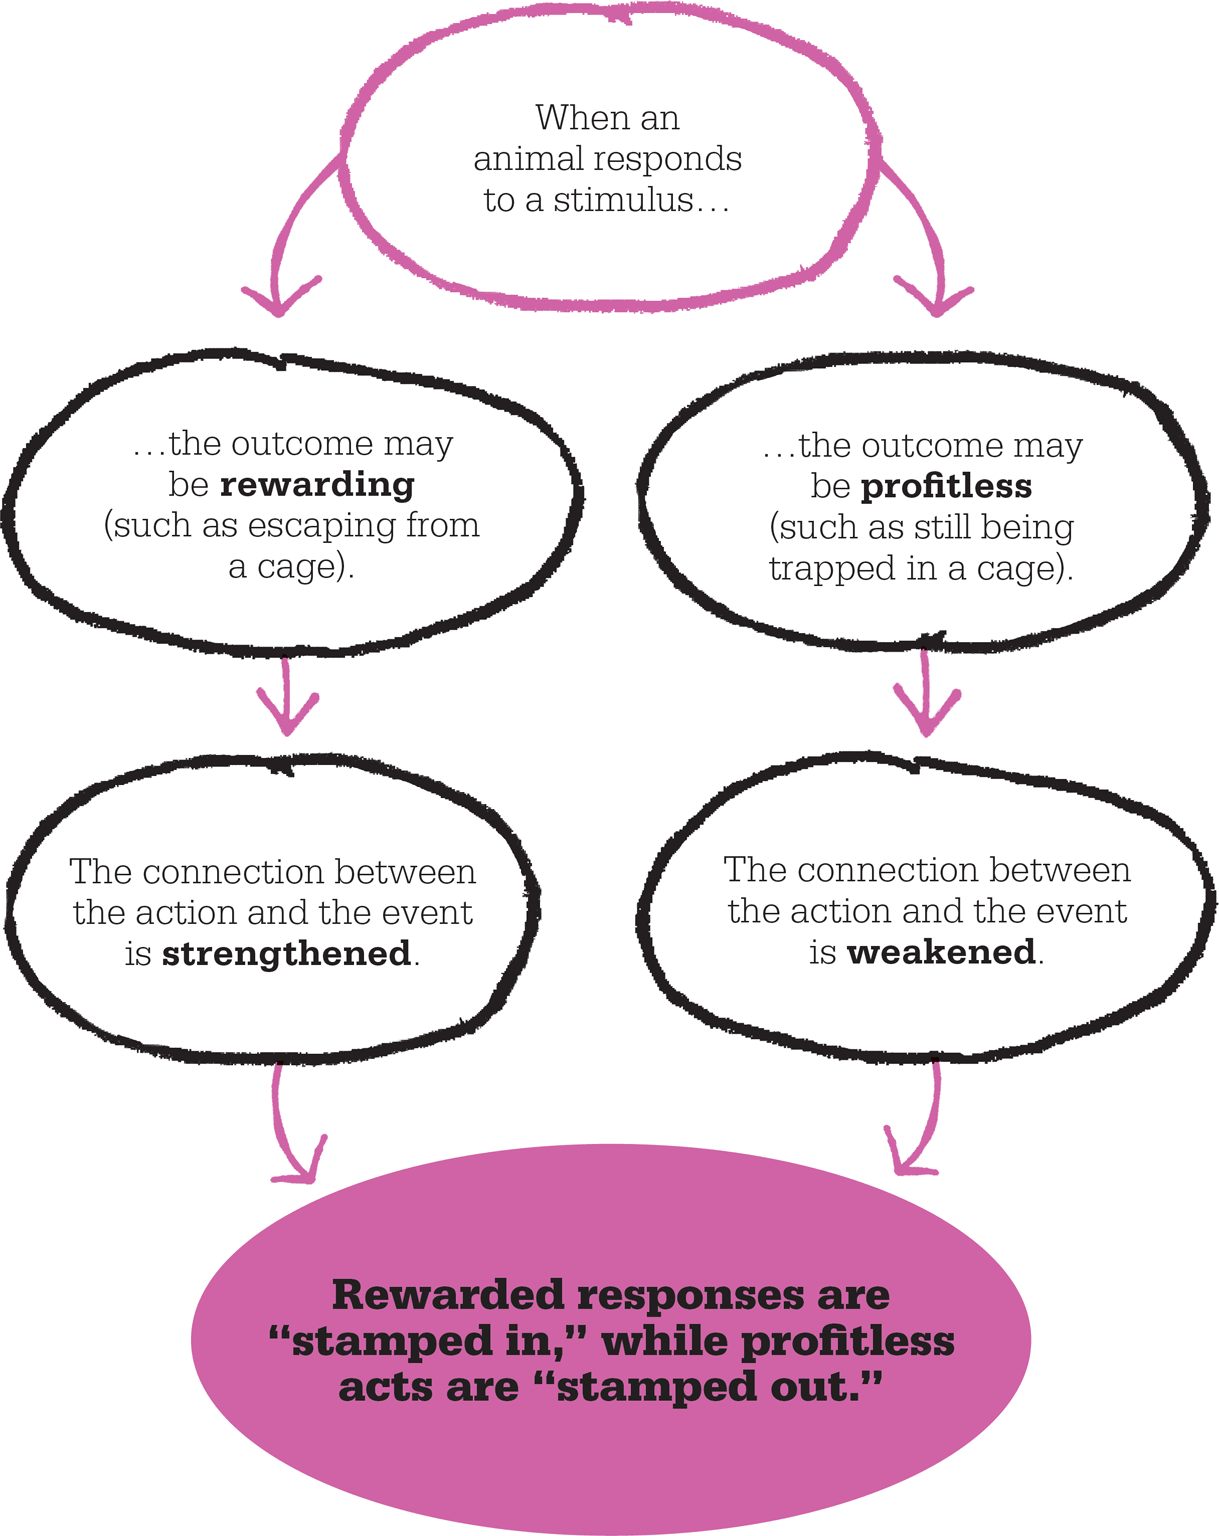 When an
animal responds
to a stimulus…
…the outcome may
be rewarding
(such as escaping from
a cage).
…the outcome may
be profitless
(such as still being
trapped in a cage).
The connection between
the action and the event
is strengthened.
The connection between
the action and the event
is weakened.
Rewarded responses are
“stamped in,” while profitless
acts are “stamped out.”